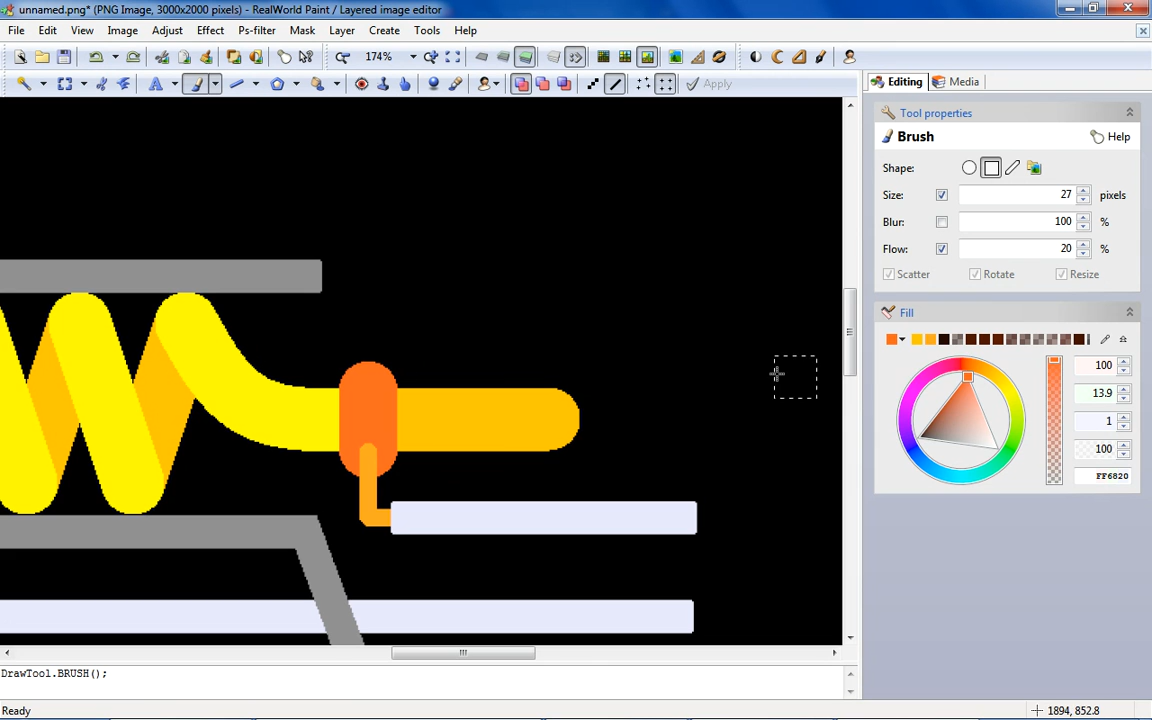 unnamed.png* (PNG Image, 3000x2000 pixels) - RealWorld Paint / Layered image editor
File Edit View Image Adjust Effect Ps-filter Mask Layer Create Tools Help
174%
A Apply
Editing Media
Tool properties
Brush Help
Shape:
Size: 27 pixels
Blur: 100 %
Flow: 20 %
Scatter Rotate Resize
Fill
100
13.9
1
100
FF6820
DrawTool.BRUSH();
Ready 1894, 852.8